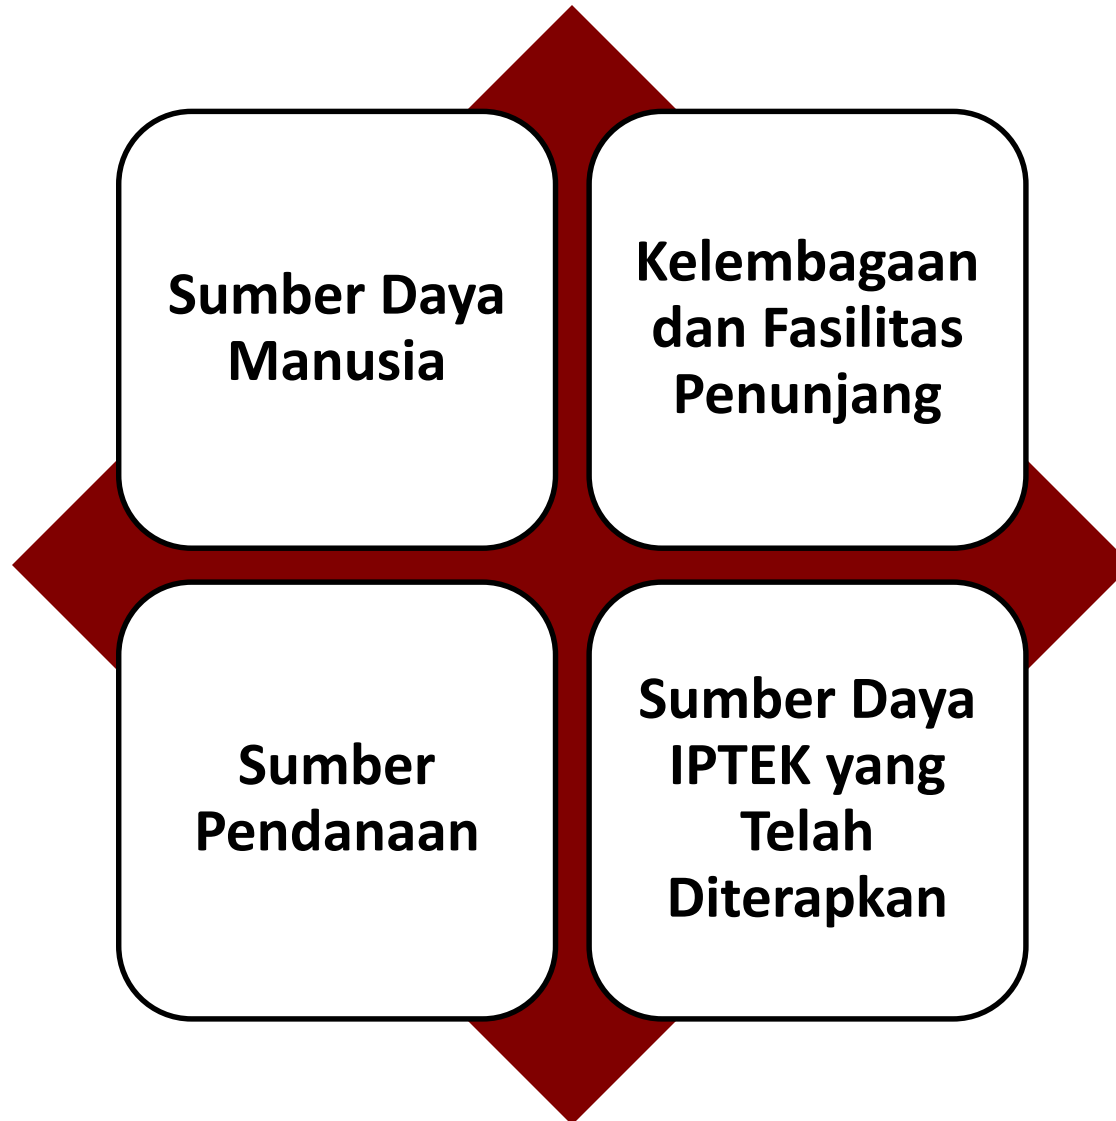 Sumber Daya
Manusia
Kelembagaan
dan Fasilitas
Penunjang
Sumber
Pendanaan
Sumber Daya
IPTEK yang
Telah
Diterapkan